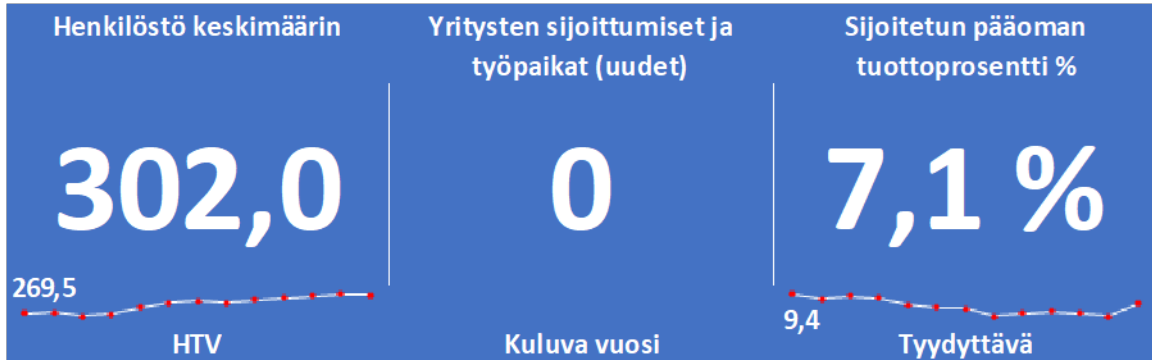 Henkilöstö keskimäärin
302,0
269,5
HTV
Yritysten sijoittumiset ja
työpaikat (uudet)
0
Kuluva vuosi
Sijoitetun pääoman
tuottoprosentti %
7,1 %
9,4
Tyydyttävä